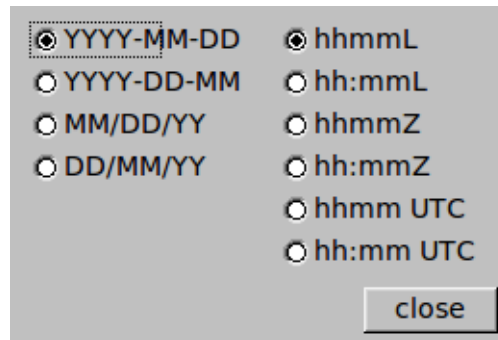 YYYY-MM-DD hhmmL
YYYY-DD-MM hh:mmL
MM/DD/YY hhmmZ
DD/MM/YY hh:mmZ
hhmm UTC
hh:mm UTC
close